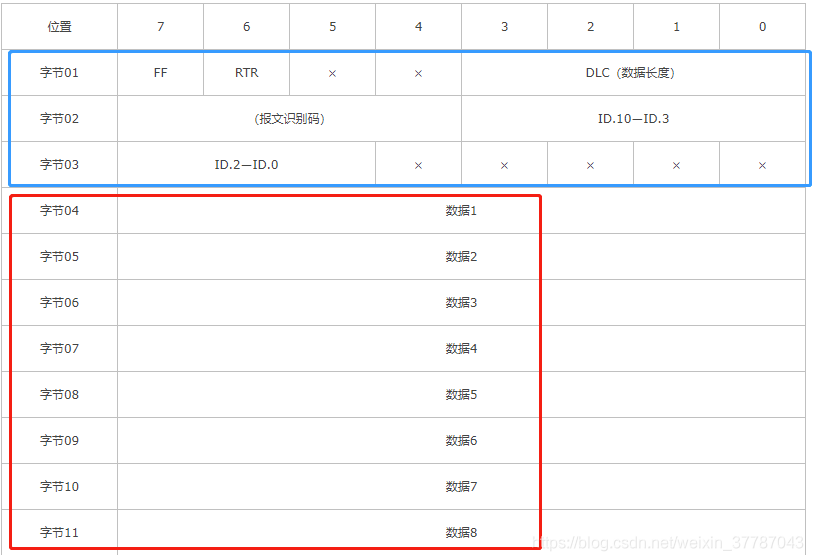 位置 7 6 5 4 3 2 1 0
字节01 FF RTR × × DLC（数据长度）
字节02 （报文识别码） ID.10—ID.3
字节03 ID.2—ID.0 × × × × ×
字节04 数据1
字节05 数据2
字节06 数据3
字节07 数据4
字节08 数据5
字节09 数据6
字节10 数据7
字节11 数据8
https://blog.csdn.net/weixin_37787043